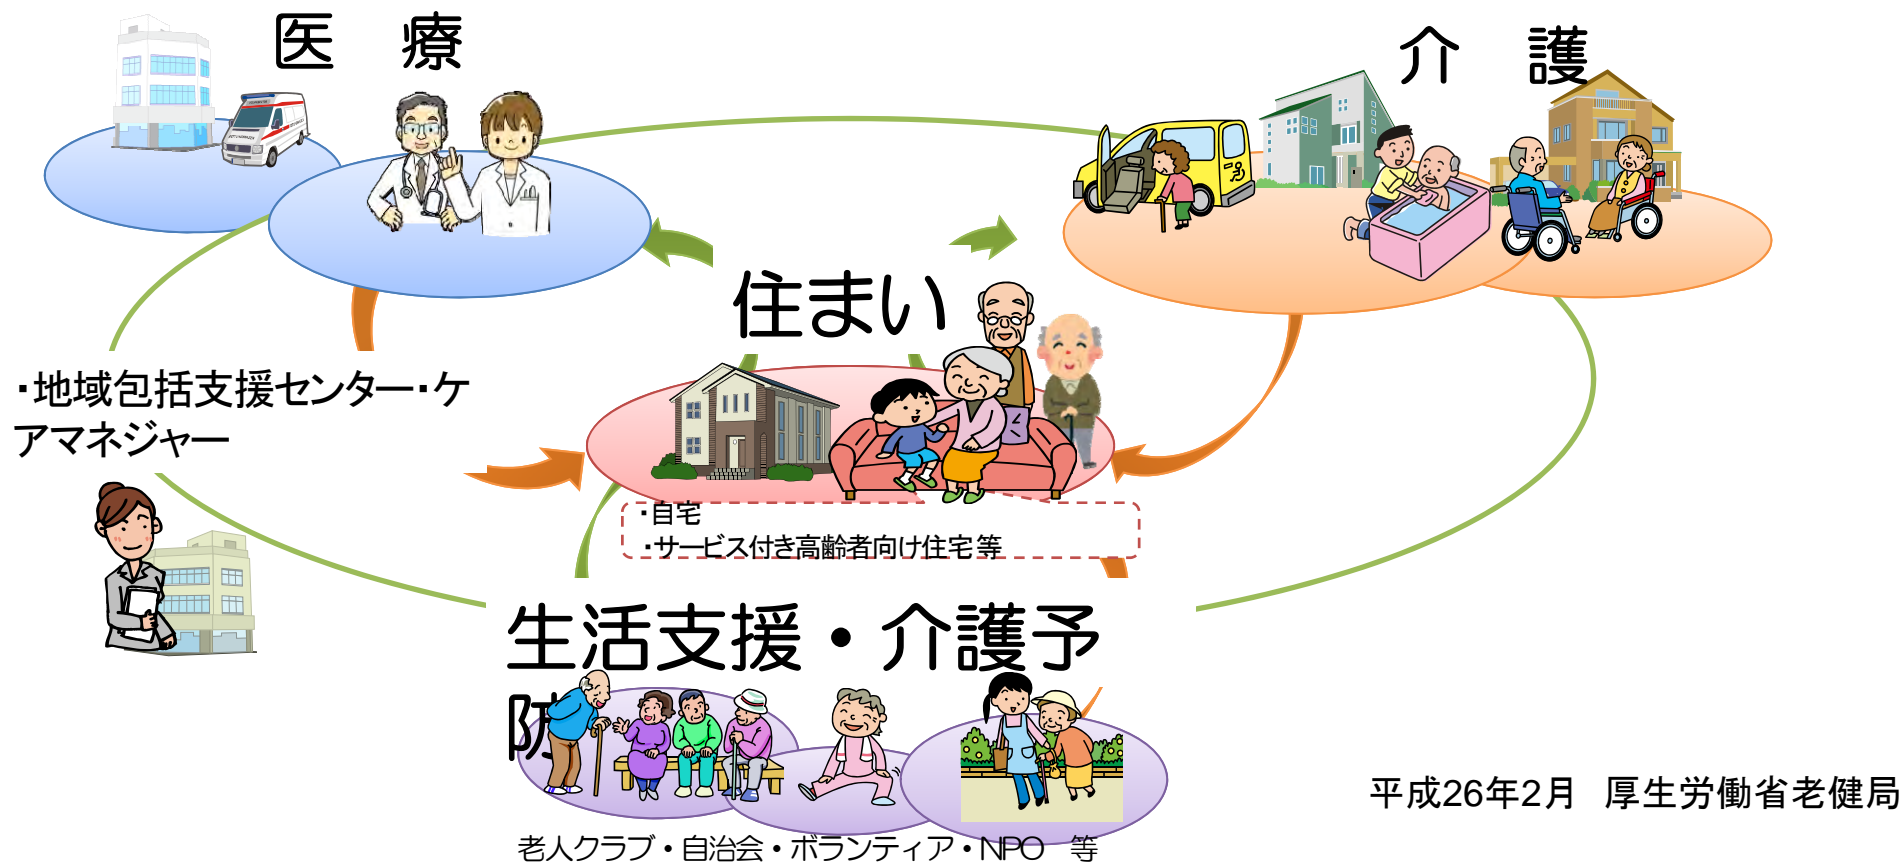 医　療
介　護
住まい
・地域包括支援センター・ケ
アマネジャー
・自宅
・サービス付き高齢者向け住宅等
生活支援・介護予
防
老人クラブ・自治会・ボランティア・NPO　等
平成26年2月　厚生労働省老健局